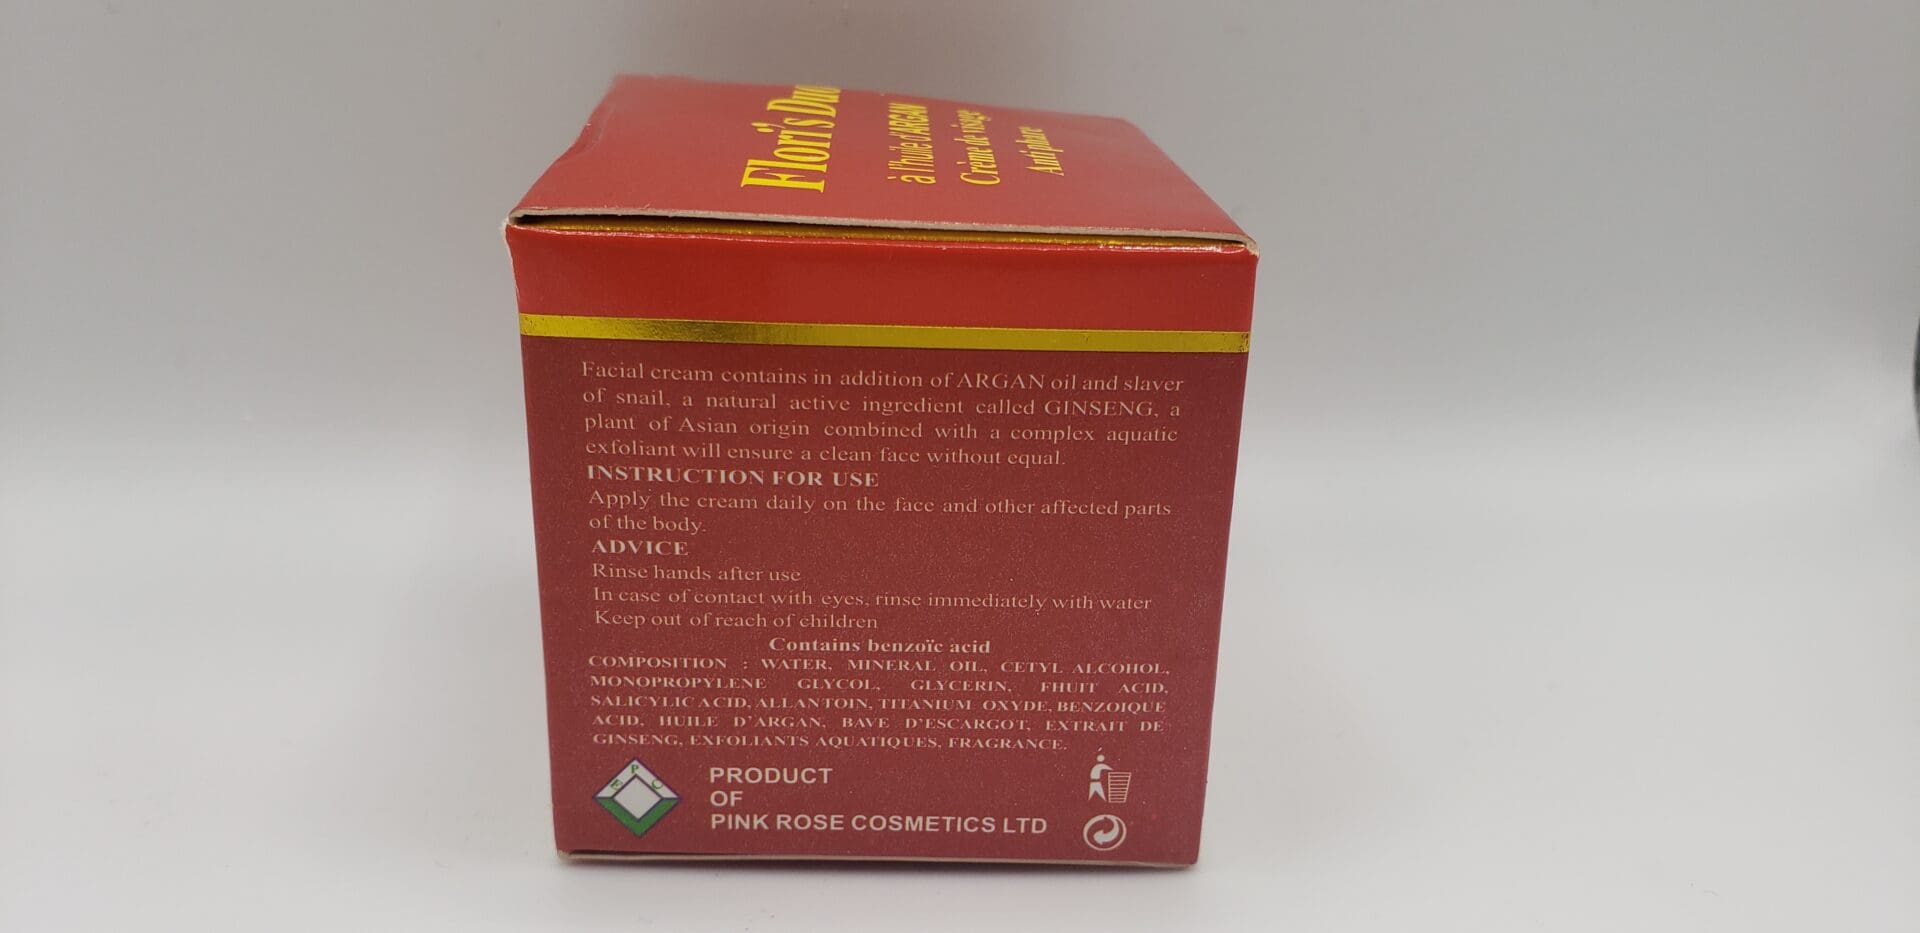 Flori's Duo
à l'huile d'ARGAN
Crème de visage
Anti phare
Facial cream contains in addition of ARGAN oil and slaver
of snail, a natural active ingredient called GINSENG, a
plant of Asian origin combined with a complex aquatic
exfoliant will ensure a clean face without equal.
INSTRUCTION FOR USE
Apply the cream daily on the face and other affected parts
of the body.
ADVICE
Rinse hands after use
In case of contact with eyes, rinse immediately with water
Keep out of reach of children
Contains benzoïc acid
COMPOSITION : WATER, MINERAL OIL, CETYL ALCOHOL,
MONOPROPYLENE GLYCOL, GLYCERIN, FHUIT ACID,
SALICYLIC ACID, ALLANTOIN, TITANIUM OXYDE, BENZOIQUE
ACID, HUILE D'ARGAN, BAVE D'ESCARGOT, EXTRAIT DE
GINSENG, EXFOLIANTS AQUATIQUES, FRAGRANCE.
E P C
PRODUCT
OF
PINK ROSE COSMETICS LTD